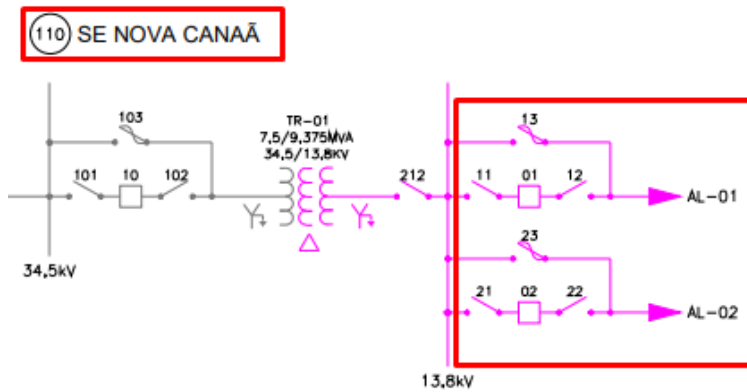 110 SE NOVA CANAÃ
103
101 10 102
34,5kV
TR-01
7,5/9,375MVA
34,5/13,8KV
212
13
11 01 12
AL-01
23
21 02 22
AL-02
13,8kV